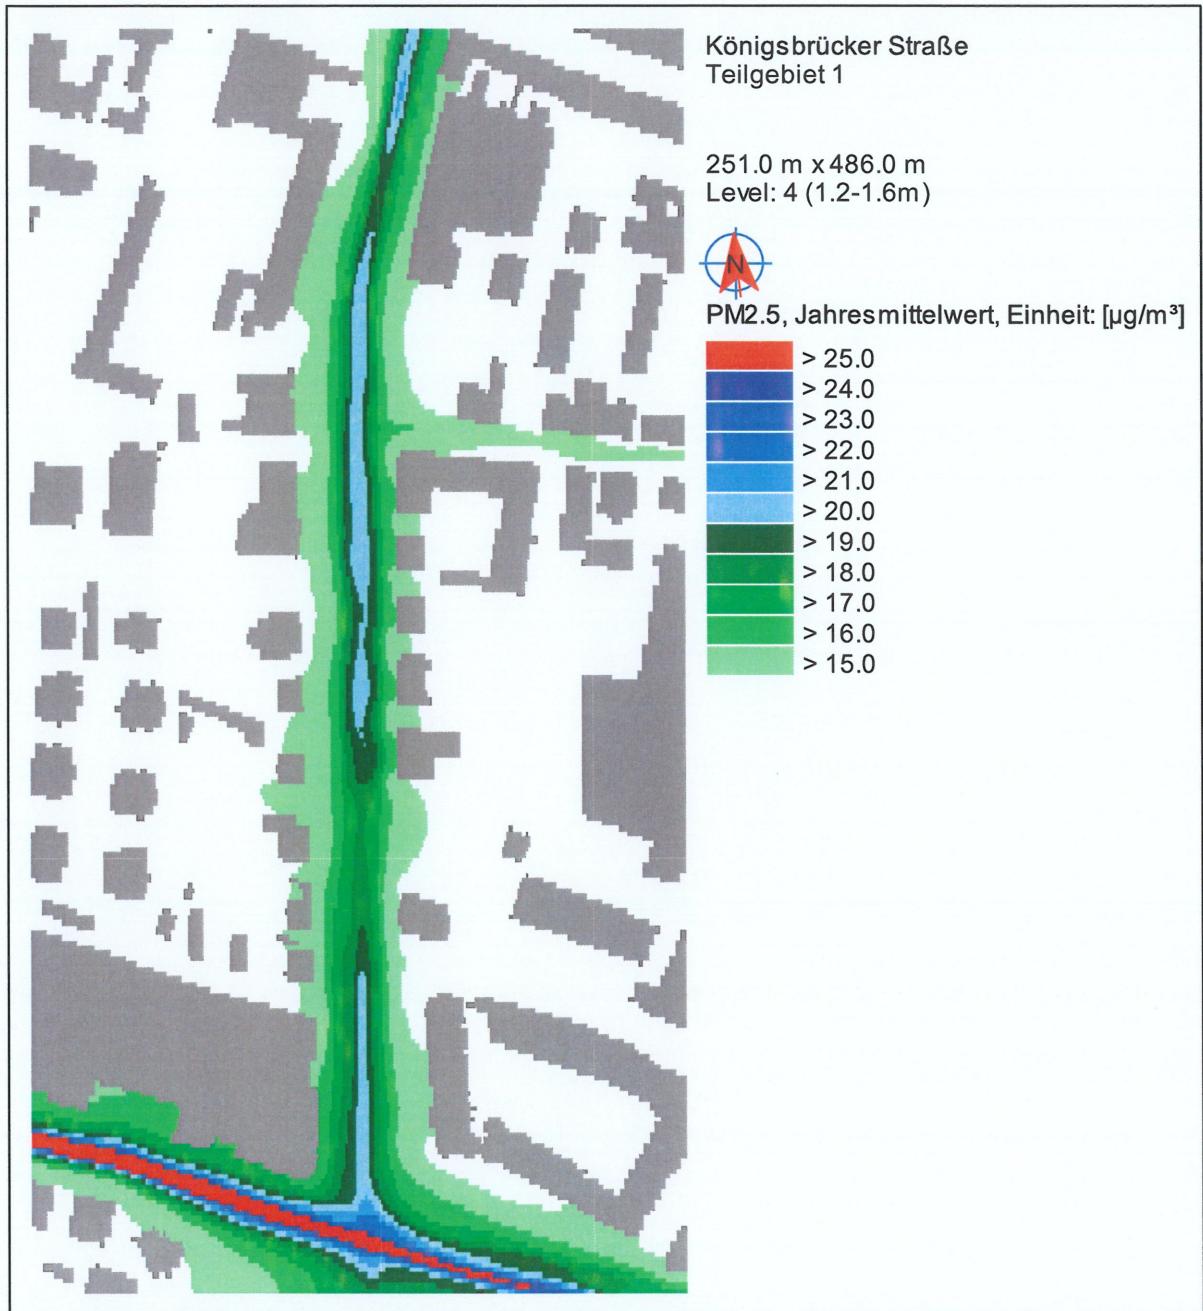 Königsbrücker Straße
Teilgebiet 1
251.0 m x 486.0 m
Level: 4 (1.2-1.6m)
N
PM2.5, Jahresmittelwert, Einheit: [µg/m³]
> 25.0
> 24.0
> 23.0
> 22.0
> 21.0
> 20.0
> 19.0
> 18.0
> 17.0
> 16.0
> 15.0